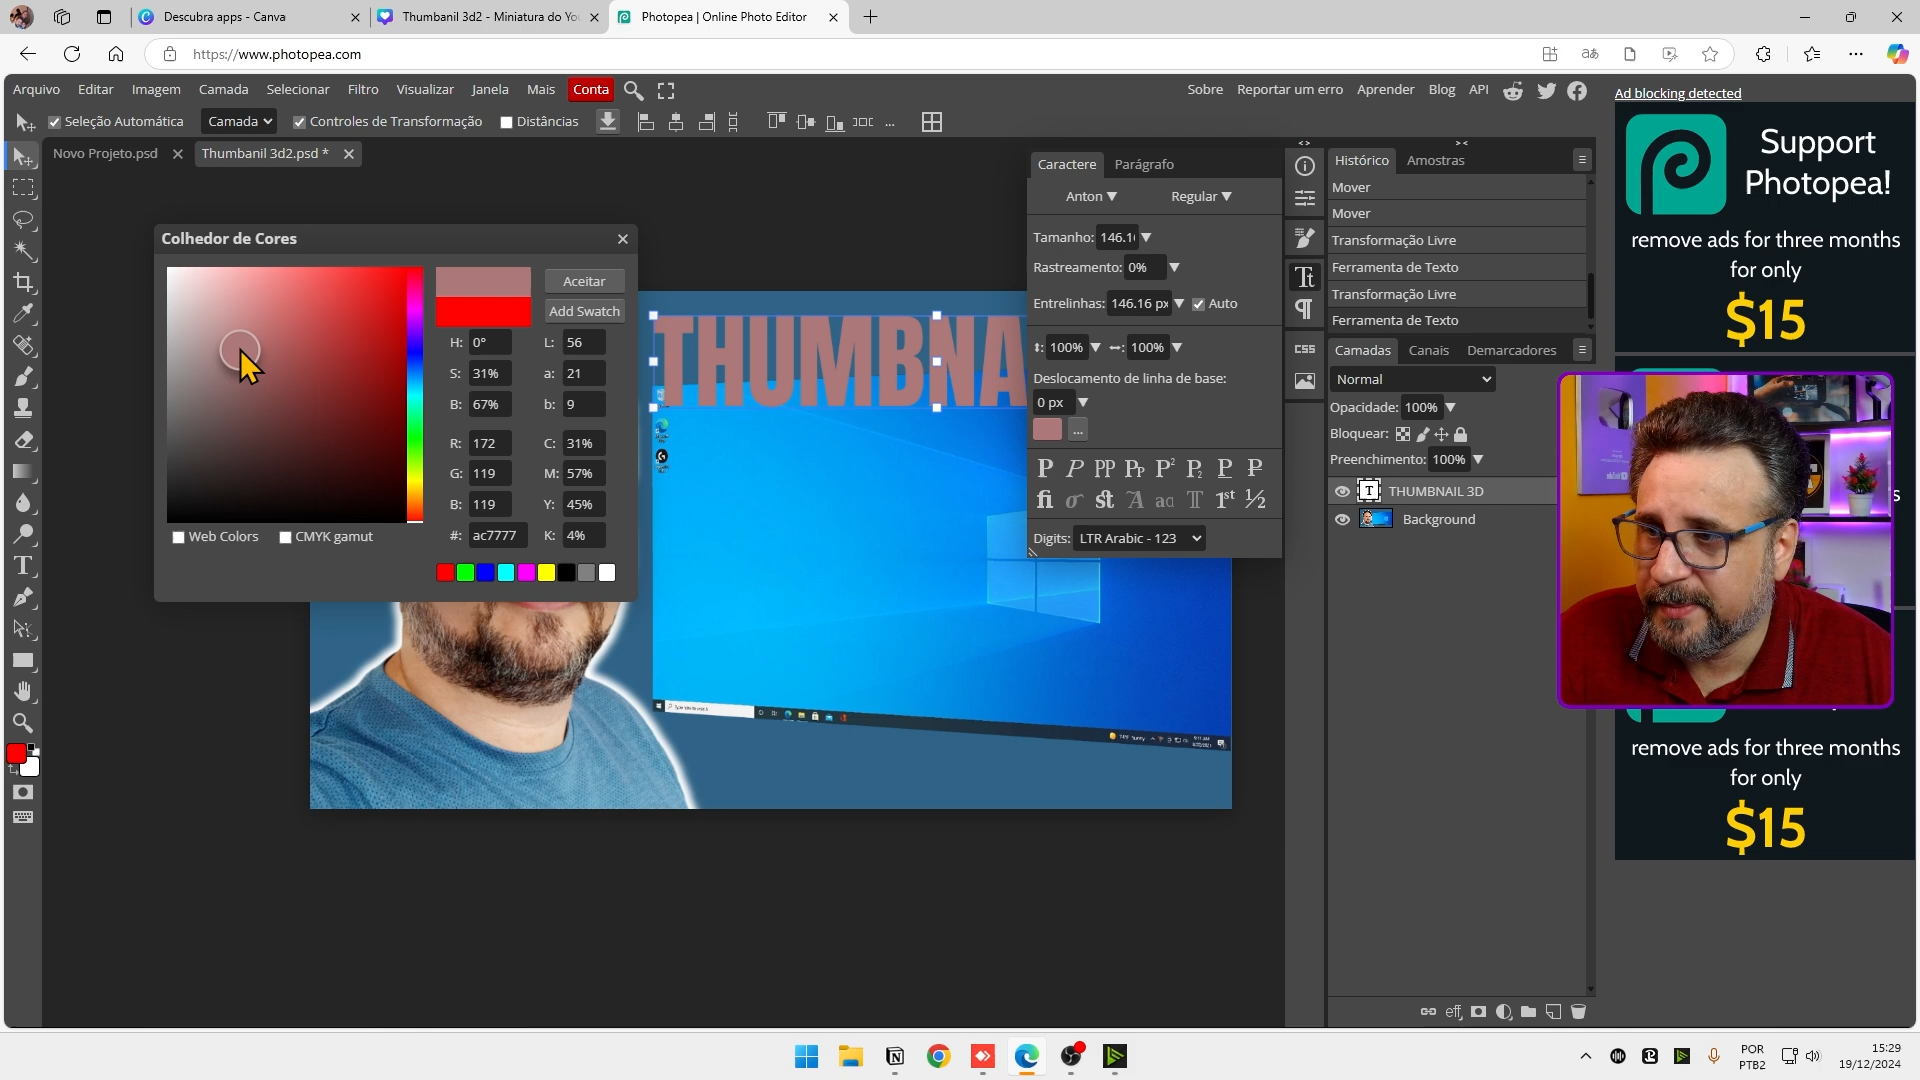 Descubra apps - Canva
Thumbanil 3d2 - Miniatura do Yo
Photopea | Online Photo Editor
https://www.photopea.com
Arquivo Editar Imagem Camada Selecionar Filtro Visualizar Janela Mais Conta
Sobre Reportar um erro Aprender Blog API
Seleção Automática Camada Controles de Transformação Distâncias ...
Novo Projeto.psd
Thumbanil 3d2.psd *
Colhedor de Cores
Aceitar
Add Swatch
H: 0° L: 56
S: 31% a: 21
B: 67% b: 9
R: 172 C: 31%
G: 119 M: 57%
B: 119 Y: 45%
#: ac7777 K: 4%
Web Colors CMYK gamut
THUMBNA
Caractere Parágrafo
Anton Regular
Tamanho: 146.1
Rastreamento: 0%
Entrelinhas: 146.16 px Auto
100% 100%
Deslocamento de linha de base:
0 px
...
Digits: LTR Arabic - 123
CSS
Histórico Amostras
Mover
Mover
Transformação Livre
Ferramenta de Texto
Transformação Livre
Ferramenta de Texto
Camadas Canais Demarcadores
Normal
Opacidade: 100%
Bloquear:
Preenchimento: 100%
THUMBNAIL 3D
Background
eff
Ad blocking detected
Support
Photopea!
remove ads for three months
for only
$15
remove ads for three months
for only
$15
POR
PTB2
15:29
19/12/2024